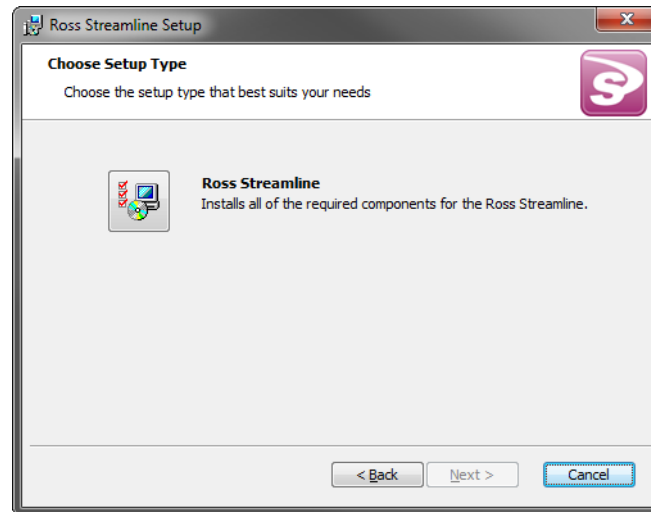 Ross Streamline Setup
Choose Setup Type
Choose the setup type that best suits your needs
Ross Streamline
Installs all of the required components for the Ross Streamline.
< Back Next > Cancel